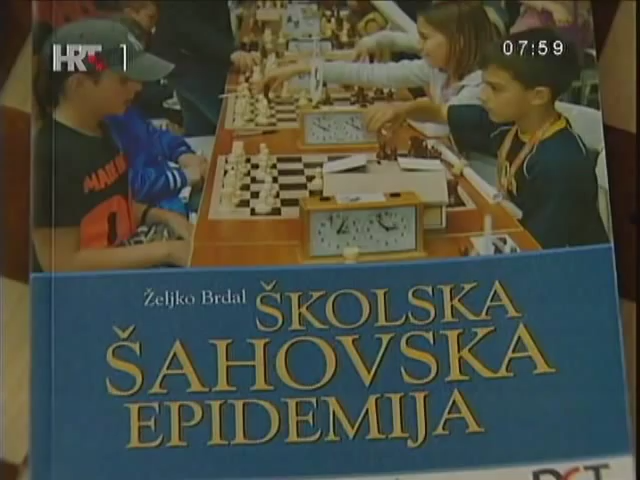 HRT 1
07:59
Željko Brdal
ŠKOLSKA
ŠAHOVSKA
EPIDEMIJA